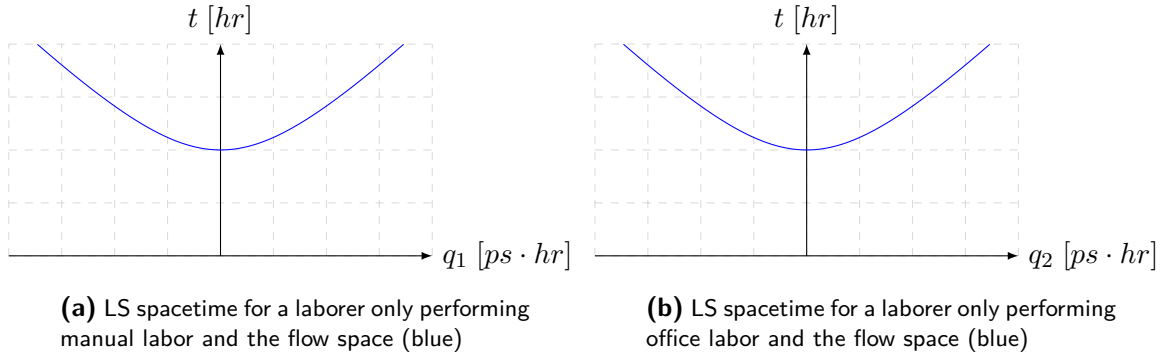 t [hr]
q₁ [ps · hr]
(a) LS spacetime for a laborer only performing
manual labor and the flow space (blue)
t [hr]
q₂ [ps · hr]
(b) LS spacetime for a laborer only performing
office labor and the flow space (blue)